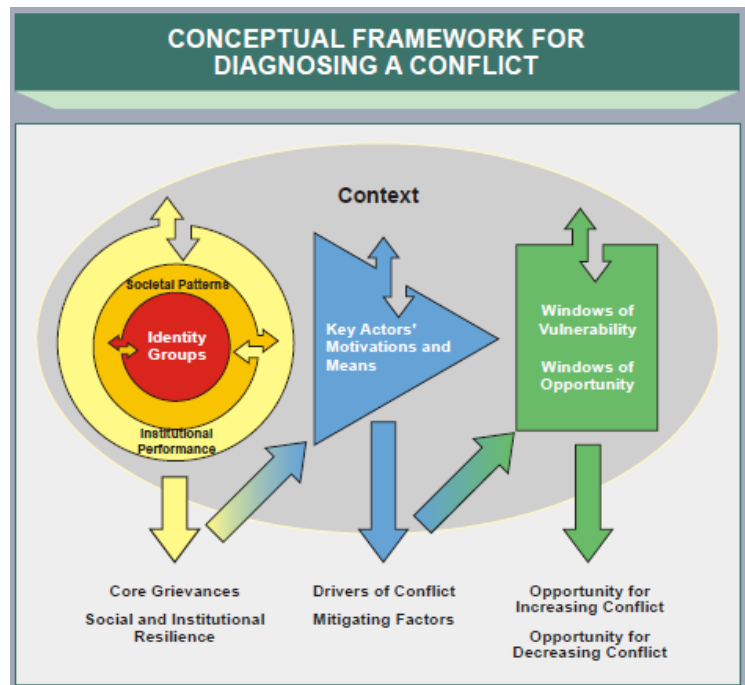 CONCEPTUAL FRAMEWORK FOR
DIAGNOSING A CONFLICT
Context
Societal Patterns
Identity
Groups
Institutional
Performance
Key Actors'
Motivations and
Means
Windows of
Vulnerability
Windows of
Opportunity
Core Grievances
Social and Institutional
Resilience
Drivers of Conflict
Mitigating Factors
Opportunity for
Increasing Conflict
Opportunity for
Decreasing Conflict